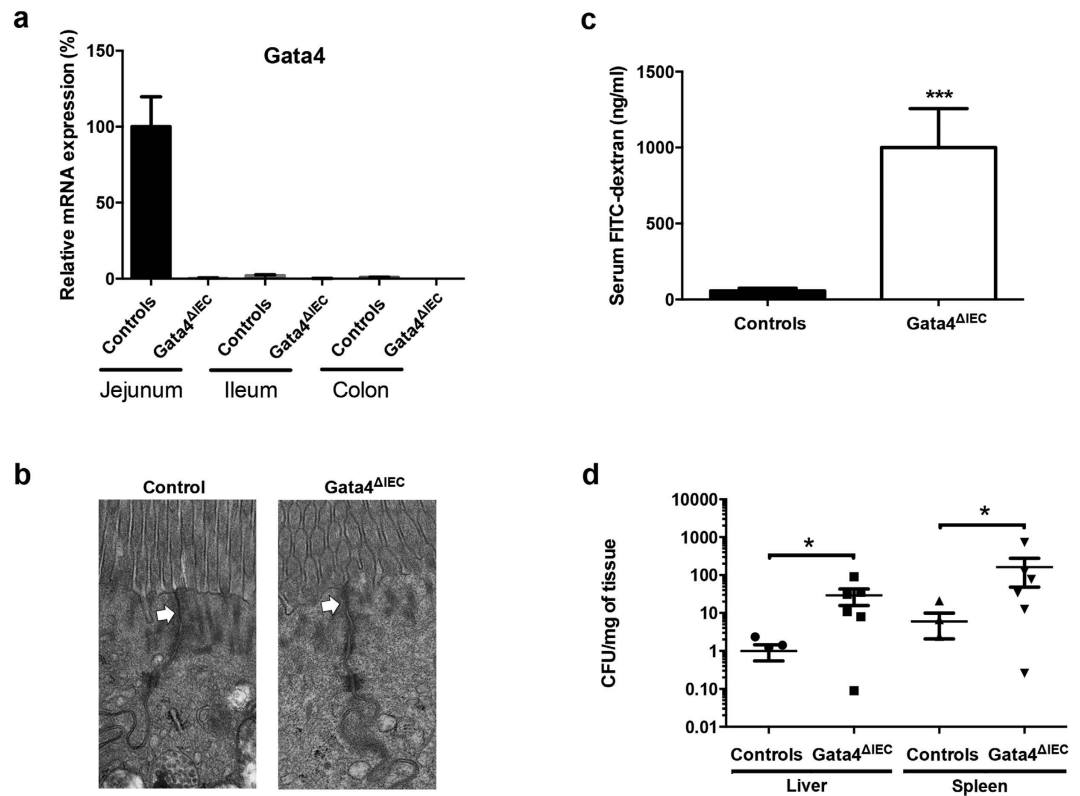 a
Gata4
Relative mRNA expression (%)
150
100
50
0
Controls
Gata4ΔIEC
Controls
Gata4ΔIEC
Controls
Gata4ΔIEC
Jejunum
Ileum
Colon
c
Serum FITC-dextran (ng/ml)
1500
1000
500
0
***
Controls
Gata4ΔIEC
b
Control
Gata4ΔIEC
d
CFU/mg of tissue
10000
1000
100
10
1
0.10
0.01
*
*
Controls
Gata4ΔIEC
Controls
Gata4ΔIEC
Liver
Spleen